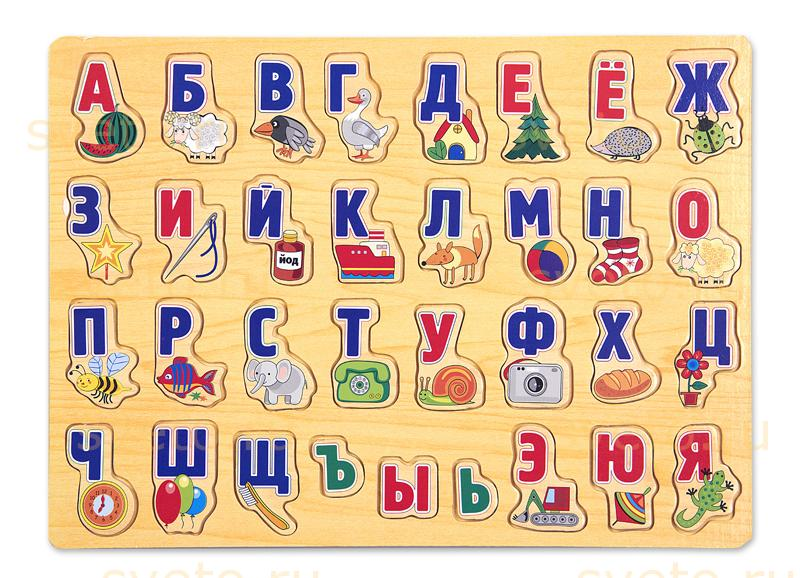 А Б В Г Д Е Ё Ж
З И Й К Л М Н О
йод
П Р С Т У Ф Х Ц
Ч Ш Щ Ъ Ы Ь Э Ю Я